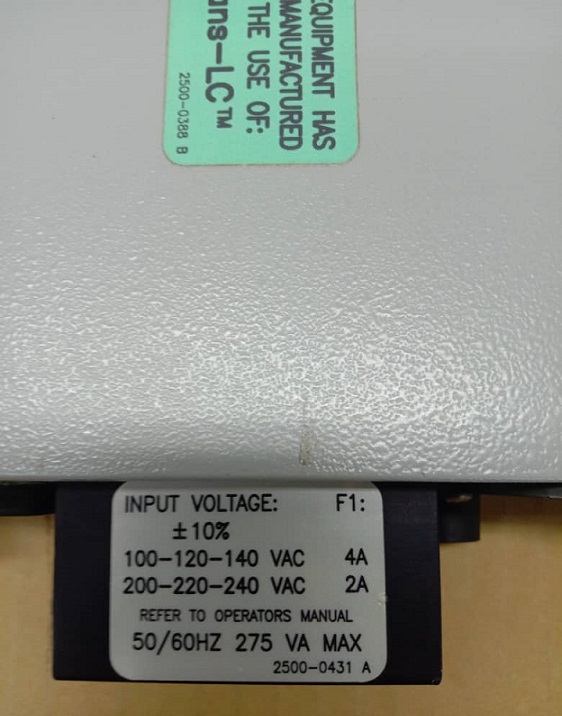 EQUIPMENT HAS
MANUFACTURED
THE USE OF:
ans-LC™
2500-0388 B
INPUT VOLTAGE: F1:
±10%
100-120-140 VAC 4A
200-220-240 VAC 2A
REFER TO OPERATORS MANUAL
50/60HZ 275 VA MAX
2500-0431 A